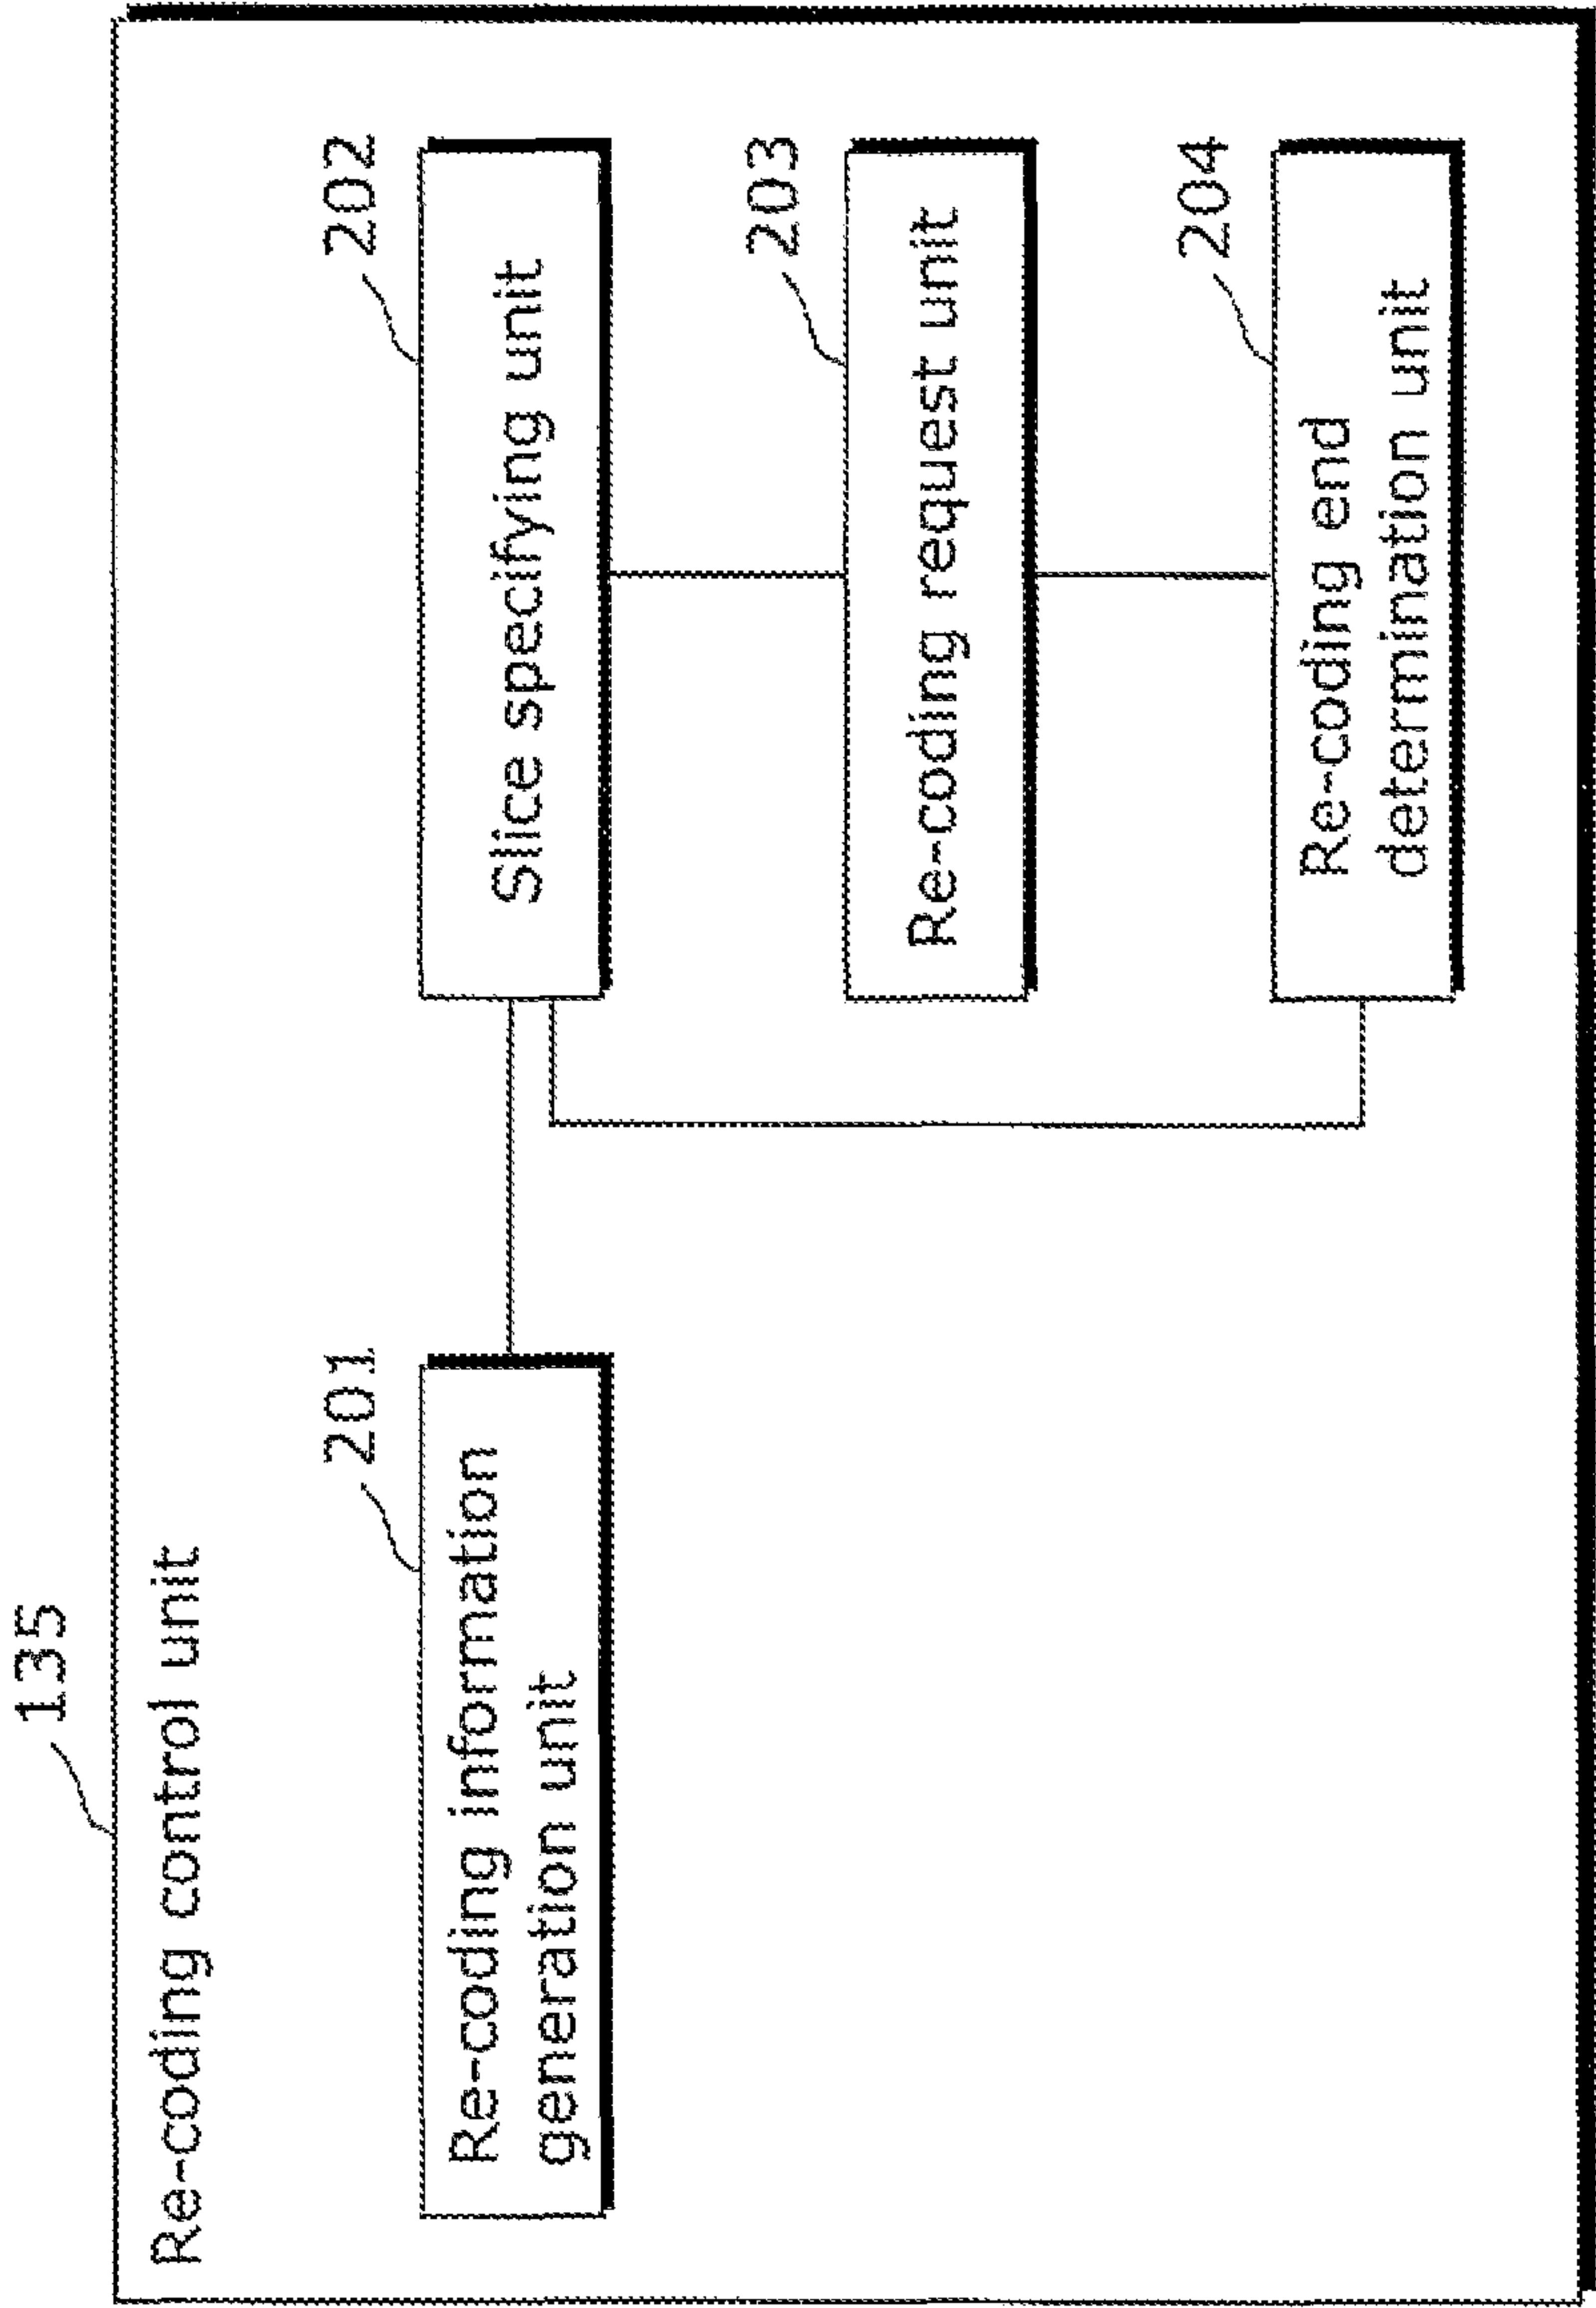 135
Re-coding control unit
201
Re-coding information
generation unit
202
Slice specifying unit
203
Re-coding request unit
204
Re-coding end
determination unit